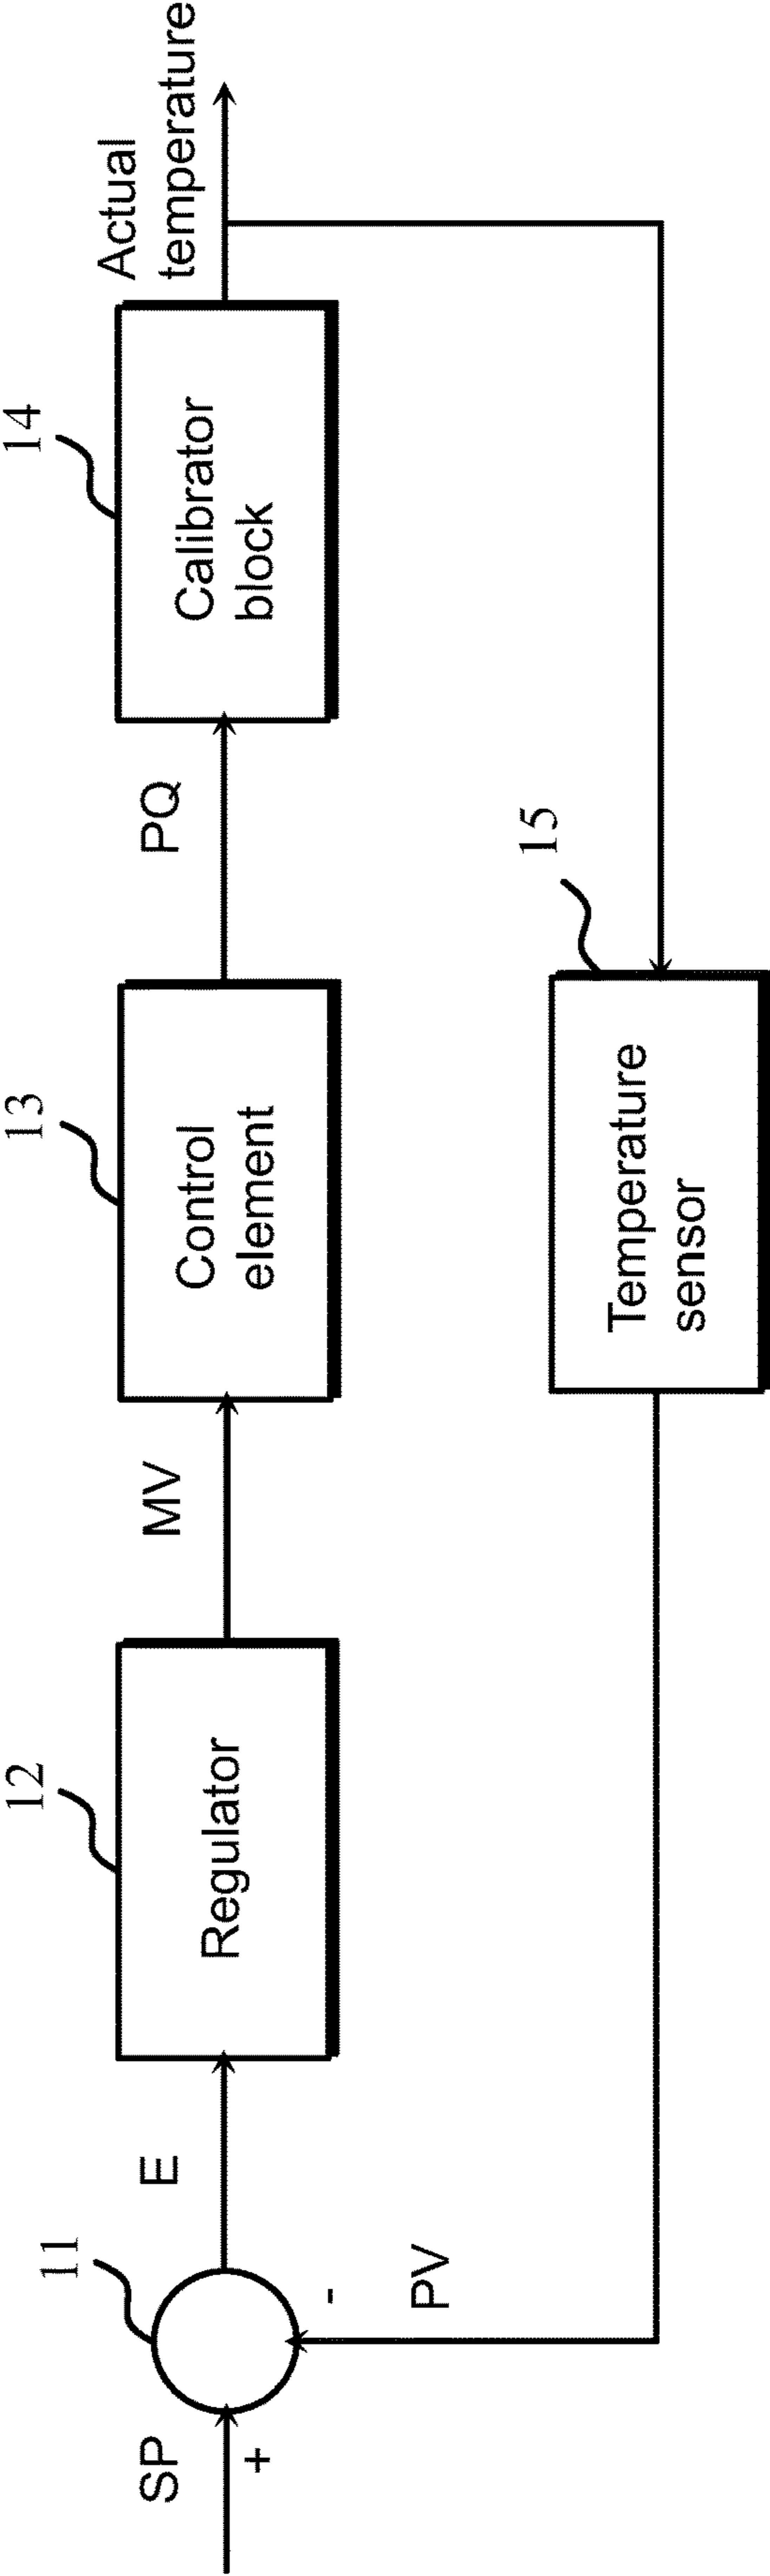 SP
+
11
-
PV
E
12
Regulator
MV
13
Control
element
PQ
14
Calibrator
block
Actual
temperature
15
Temperature
sensor